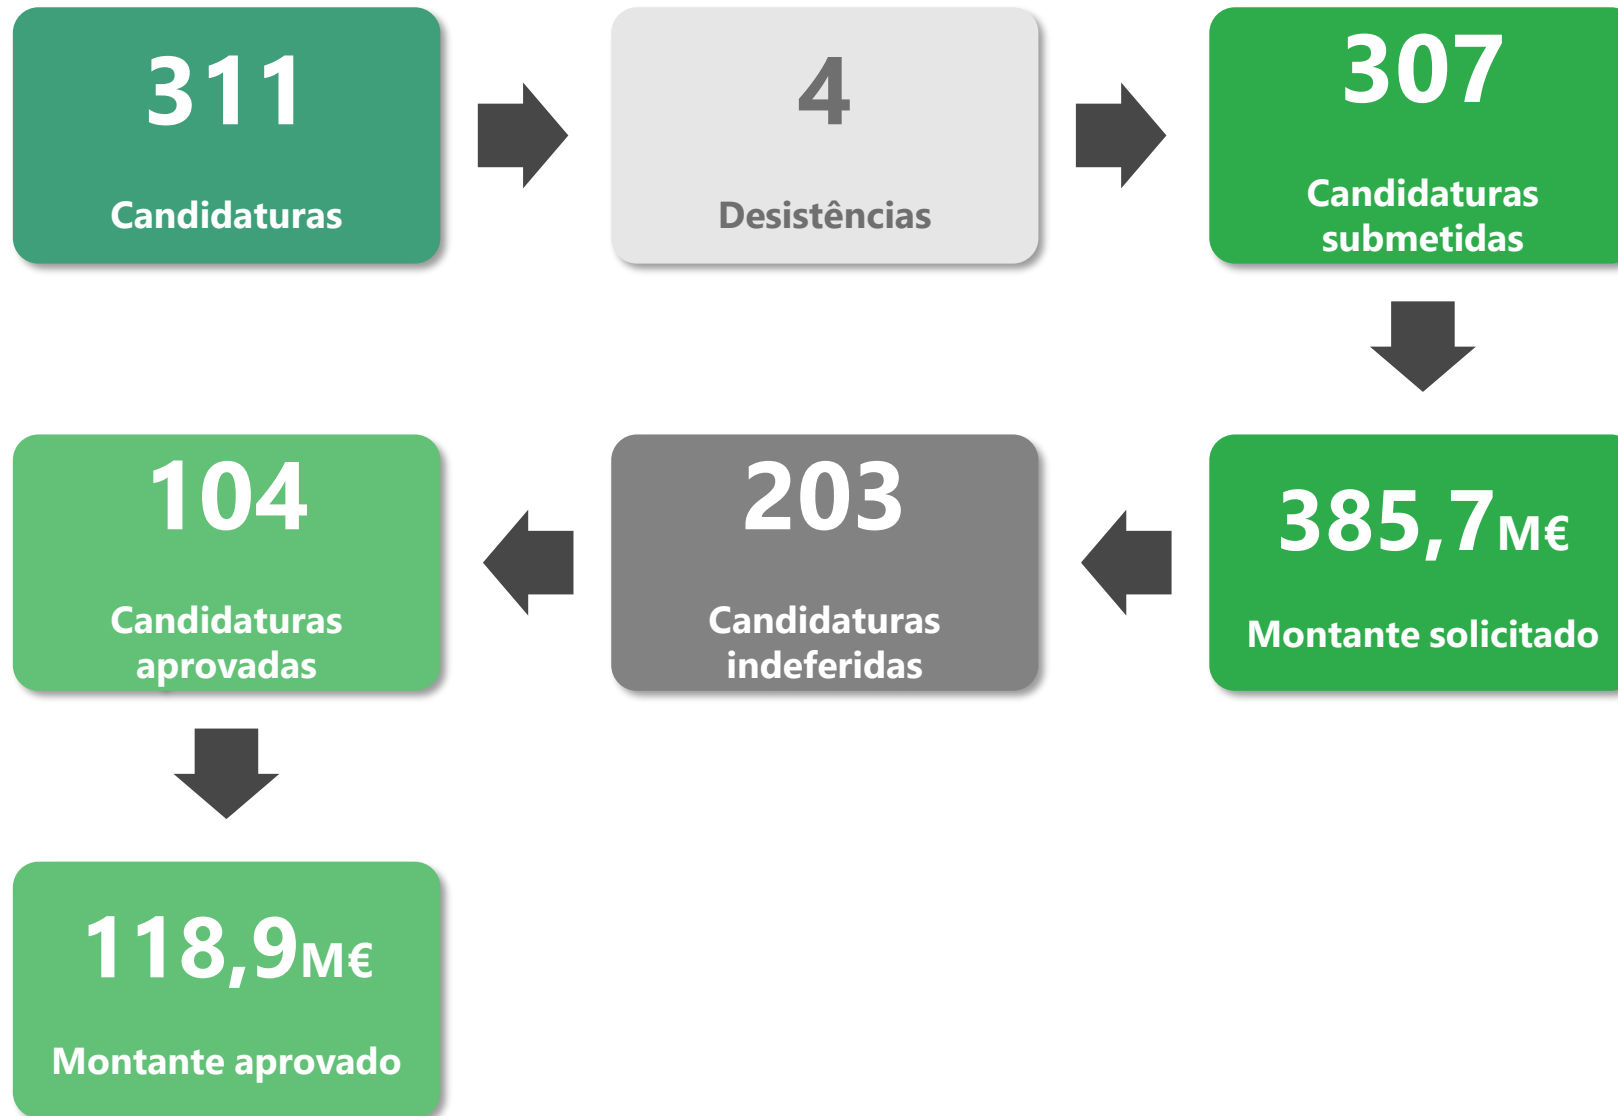 311
Candidaturas
4
Desistências
307
Candidaturas
submetidas
385,7M€
Montante solicitado
203
Candidaturas
indeferidas
104
Candidaturas
aprovadas
118,9M€
Montante aprovado